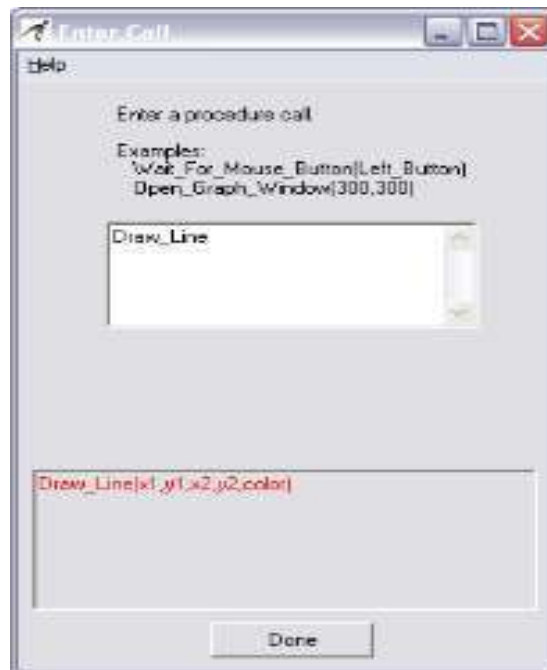 Enter Call
Help
Enter a procedure call
Examples:
Wait_For_Mouse_Button(Left_Button)
Open_Graph_Window(300,300)
Draw_Line
Draw_Line(x1,y1,x2,y2,color)
Done